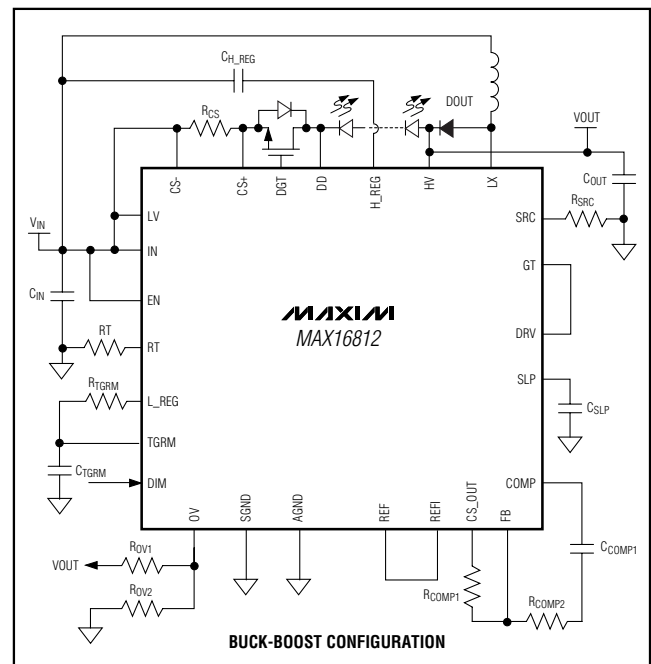 CH_REG
RCS
DOUT
VOUT
CS-
CS+
DGT
DD
H_REG
HV
LX
COUT
RSRC
VIN
LV
IN
EN
RT
L_REG
TGRM
DIM
CIN
RT
RTGRM
CTGRM
MAXIM
MAX16812
SRC
GT
DRV
SLP
COMP
CSLP
OV
SGND
AGND
REF
REFI
CS_OUT
FB
CCOMP1
VOUT
ROV1
ROV2
RCOMP1
RCOMP2
BUCK-BOOST CONFIGURATION